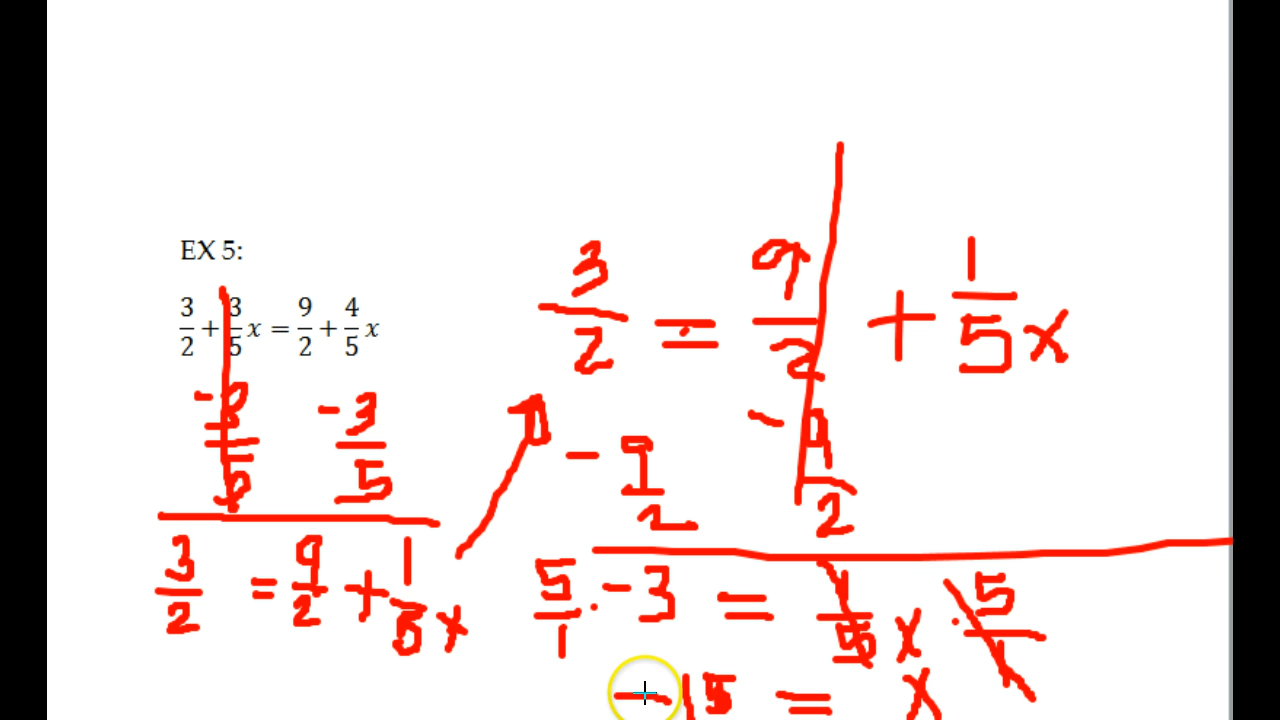 EX 5:
3/2 + 3/5 x = 9/2 + 4/5 x
- 3/5 - 3/5
3/2 = 9/2 + 1/5 x
3/2 = 9/2 + 1/5 x
- 9/2 - 9/2
5/1 · -3 = 1/5 x · 5/1
-15 = x